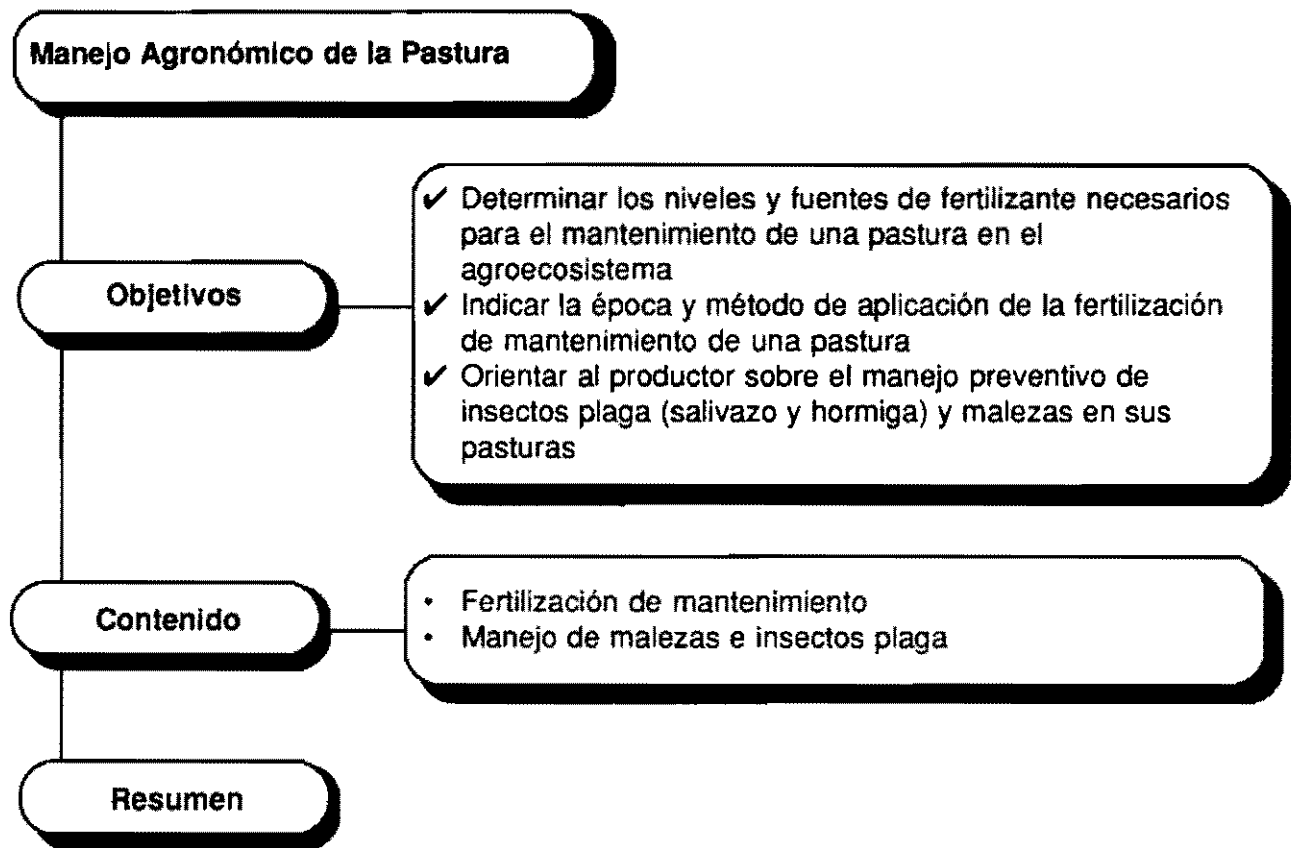 Manejo Agronómico de la Pastura
Objetivos
✔ Determinar los niveles y fuentes de fertilizante necesarios
para el mantenimiento de una pastura en el
agroecosistema
✔ Indicar la época y método de aplicación de la fertilización
de mantenimiento de una pastura
✔ Orientar al productor sobre el manejo preventivo de
insectos plaga (salivazo y hormiga) y malezas en sus
pasturas
Contenido
• Fertilización de mantenimiento
• Manejo de malezas e insectos plaga
Resumen